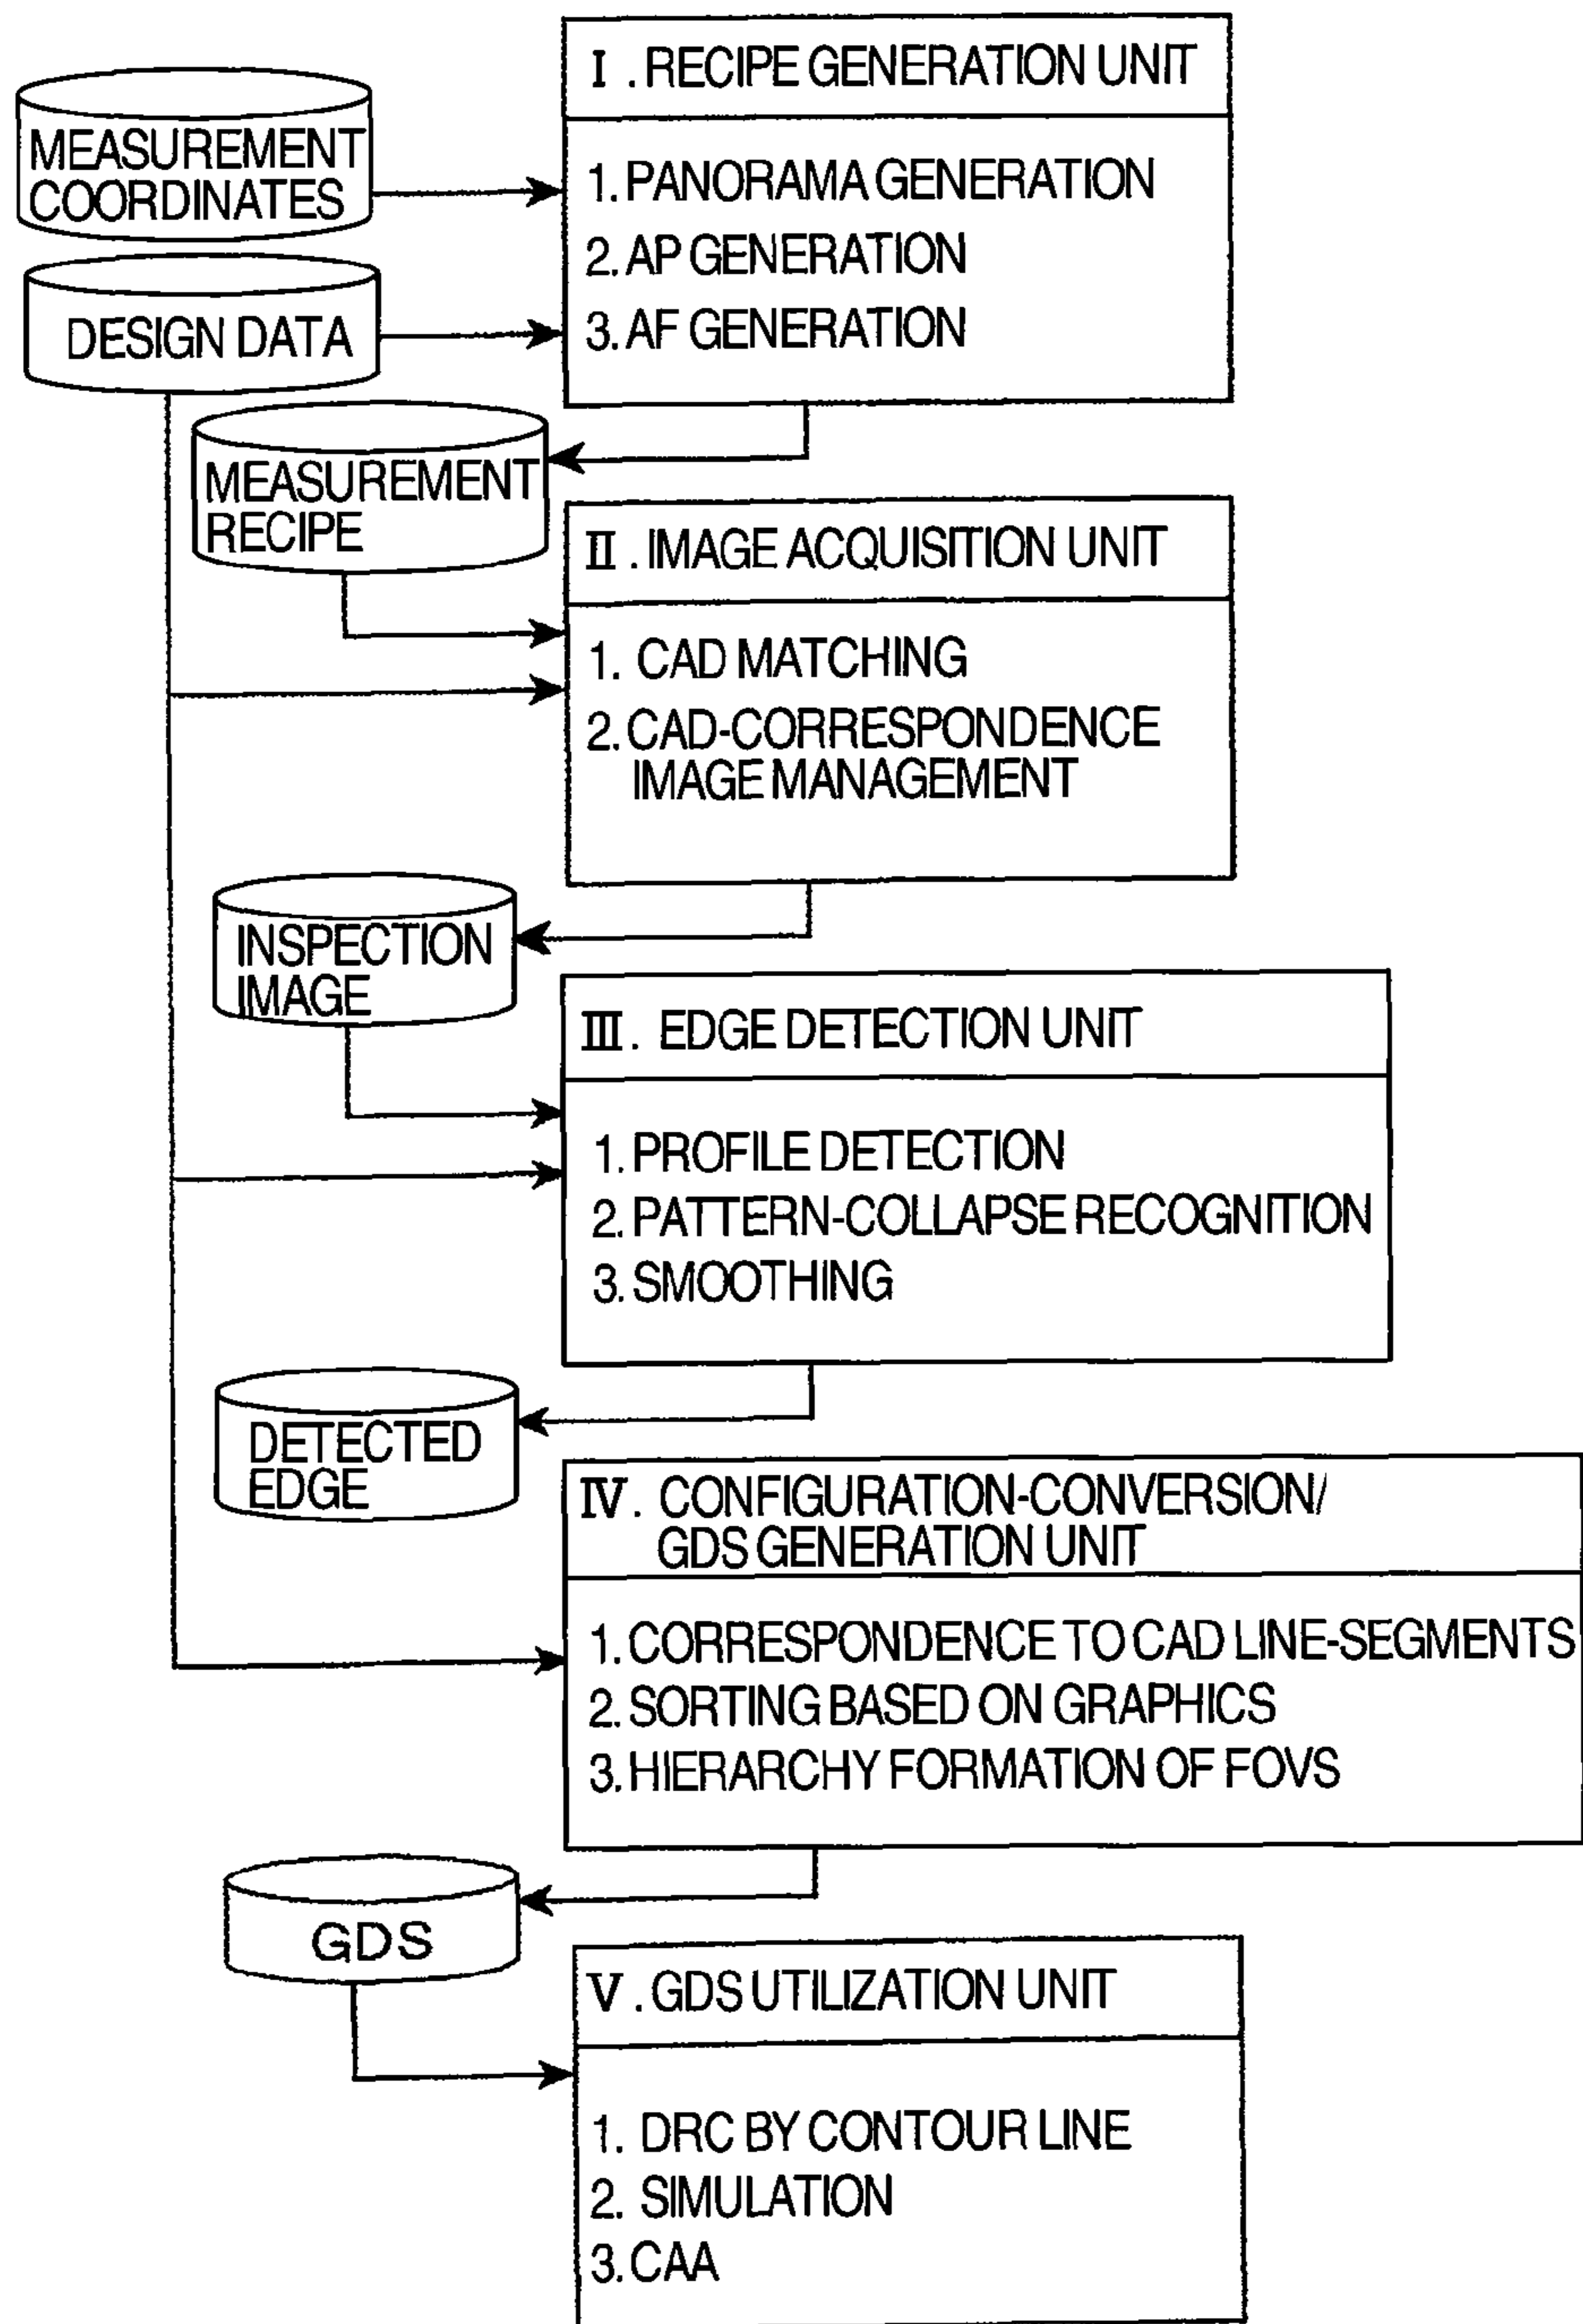 MEASUREMENT
COORDINATES
DESIGN DATA
I. RECIPE GENERATION UNIT
1. PANORAMA GENERATION
2. AP GENERATION
3. AF GENERATION
MEASUREMENT
RECIPE
II. IMAGE ACQUISITION UNIT
1. CAD MATCHING
2. CAD-CORRESPONDENCE
IMAGE MANAGEMENT
INSPECTION
IMAGE
III. EDGE DETECTION UNIT
1. PROFILE DETECTION
2. PATTERN-COLLAPSE RECOGNITION
3. SMOOTHING
DETECTED
EDGE
IV. CONFIGURATION-CONVERSION/
GDS GENERATION UNIT
1. CORRESPONDENCE TO CAD LINE-SEGMENTS
2. SORTING BASED ON GRAPHICS
3. HIERARCHY FORMATION OF FOVS
GDS
V. GDS UTILIZATION UNIT
1. DRC BY CONTOUR LINE
2. SIMULATION
3. CAA